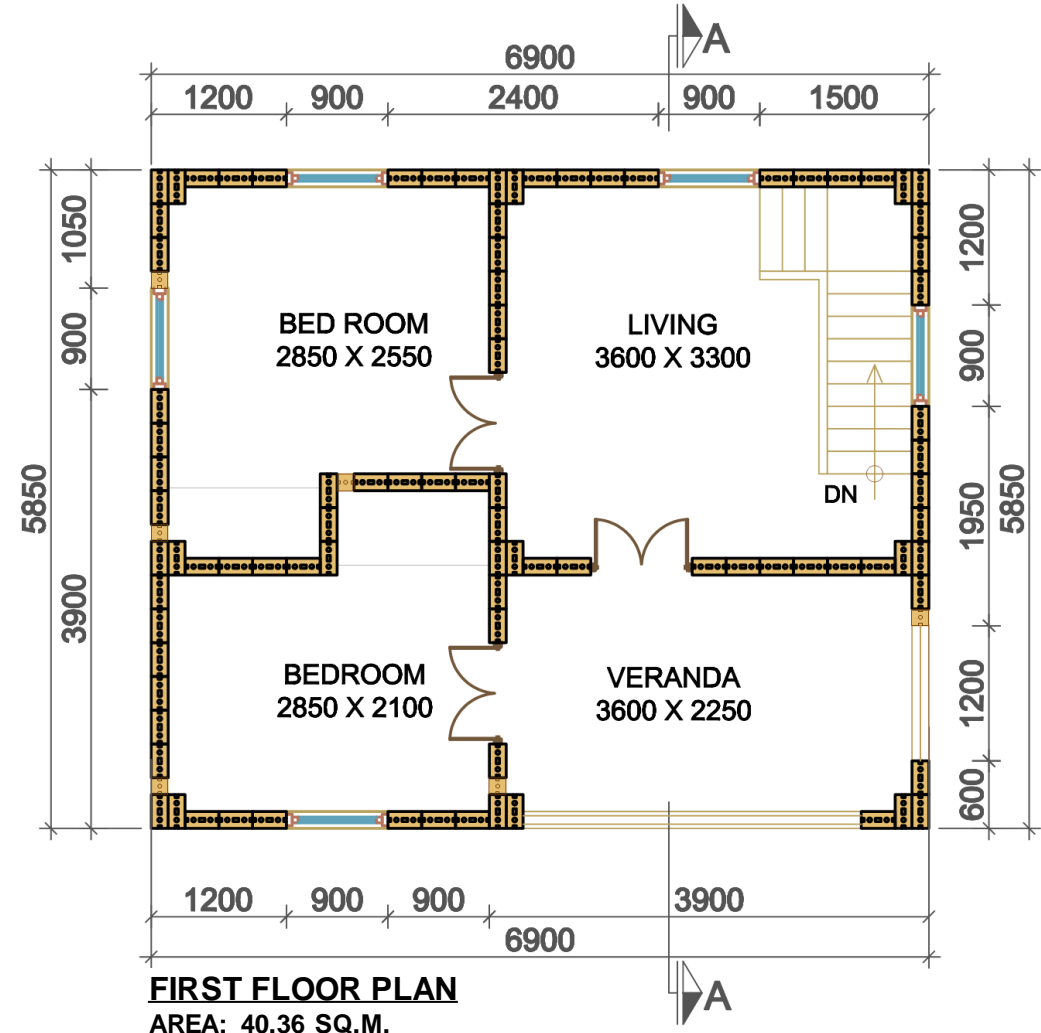 A
6900
1200 900 2400 900 1500
1050
900
3900
5850
1200
900
1950
1200
600
5850
BED ROOM
2850 X 2550
LIVING
3600 X 3300
DN
BEDROOM
2850 X 2100
VERANDA
3600 X 2250
1200 900 900 3900
6900
A
FIRST FLOOR PLAN
AREA: 40.36 SQ.M.